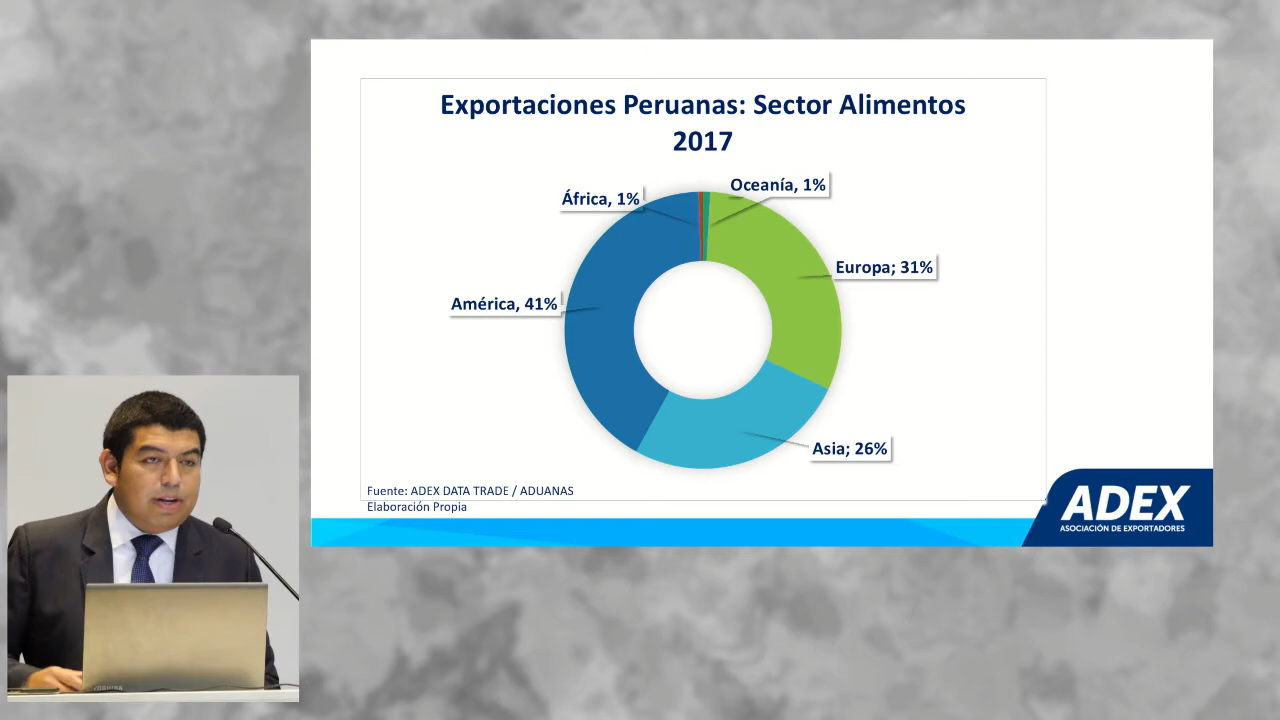 Exportaciones Peruanas: Sector Alimentos
2017
África, 1%
Oceanía, 1%
Europa; 31%
América, 41%
Asia; 26%
Fuente: ADEX DATA TRADE / ADUANAS
Elaboración Propia
ADEX
ASOCIACIÓN DE EXPORTADORES